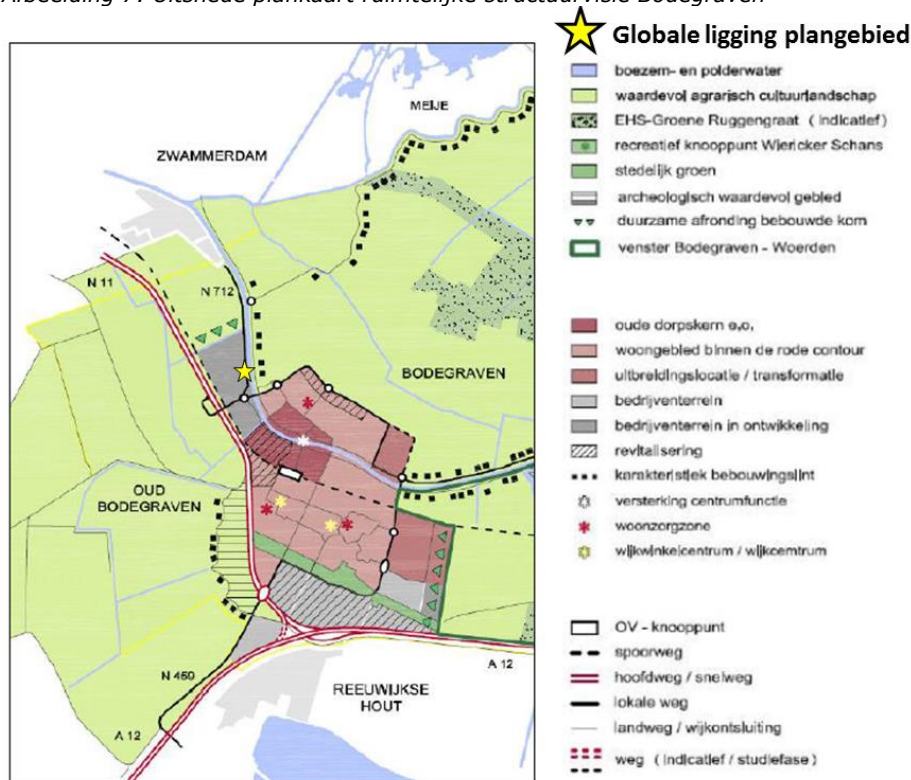 Afbeelding 7: Uitsnede plankaart ruimtelijke structuurvisie Bodegraven
Globale ligging plangebied
boezem- en polderwater
waardevol agrarisch cultuurlandschap
EHS-Groene Ruggengraat ( indicatief)
recreatief knooppunt Wiericker Schans
stedelijk groen
archeologisch waardevol gebied
duurzame afronding bebouwde kom
venster Bodegraven - Woerden
oude dorpskern e.o.
woongebied binnen de rode contour
uitbreidingslocatie / transformatie
bedrijventerrein
bedrijventerrein in ontwikkeling
revitalisering
karakteristiek bebouwingslint
versterking centrumfunctie
woonzorgzone
wijkwinkelcentrum / wijkcemtrum
OV - knooppunt
spoorweg
hoofdweg / snelweg
lokale weg
landweg / wijkontsluiting
weg ( indicatief / studiefase )
MEIJE
ZWAMMERDAM
N 11
N 712
BODEGRAVEN
OUD
BODEGRAVEN
A 12
N 459
REEUWIJKSE
HOUT
A 12